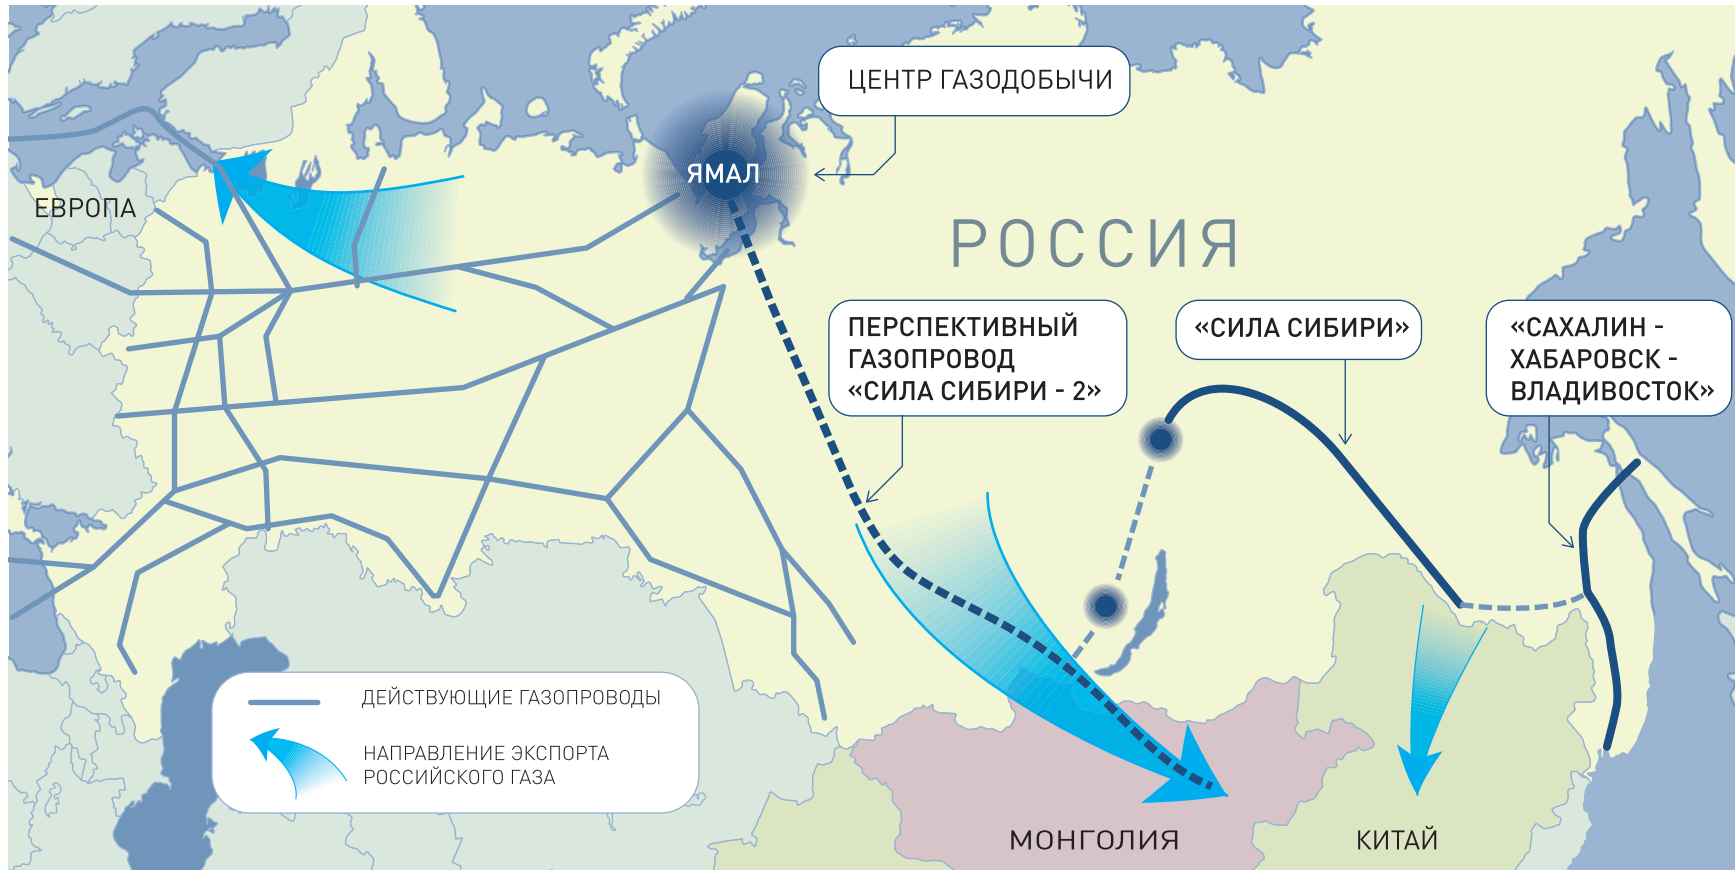 ЦЕНТР ГАЗОДОБЫЧИ
ЯМАЛ
ЕВРОПА
РОССИЯ
ПЕРСПЕКТИВНЫЙ
ГАЗОПРОВОД
«СИЛА СИБИРИ - 2»
«СИЛА СИБИРИ»
«САХАЛИН -
ХАБАРОВСК -
ВЛАДИВОСТОК»
ДЕЙСТВУЮЩИЕ ГАЗОПРОВОДЫ
НАПРАВЛЕНИЕ ЭКСПОРТА
РОССИЙСКОГО ГАЗА
МОНГОЛИЯ
КИТАЙ